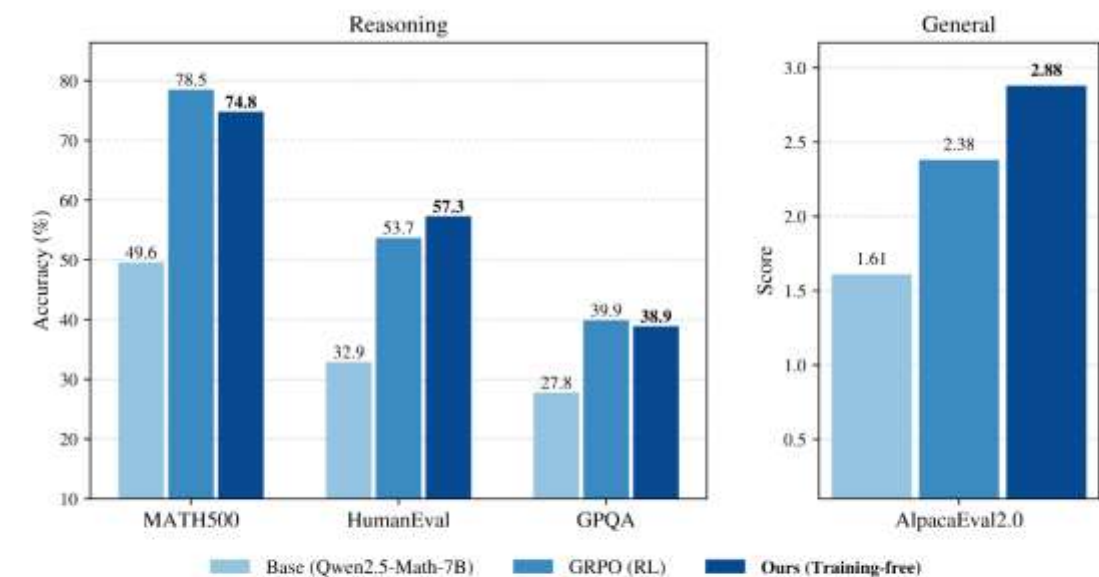 Reasoning
General
Accuracy (%)
80
70
60
50
40
30
20
10
49.6
78.5
74.8
32.9
53.7
57.3
27.8
39.9
38.9
MATH500
HumanEval
GPQA
Score
3.0
2.5
2.0
1.5
1.0
0.5
1.61
2.38
2.88
AlpacaEval2.0
Base (Qwen2.5-Math-7B)
GRPO (RL)
Ours (Training-free)